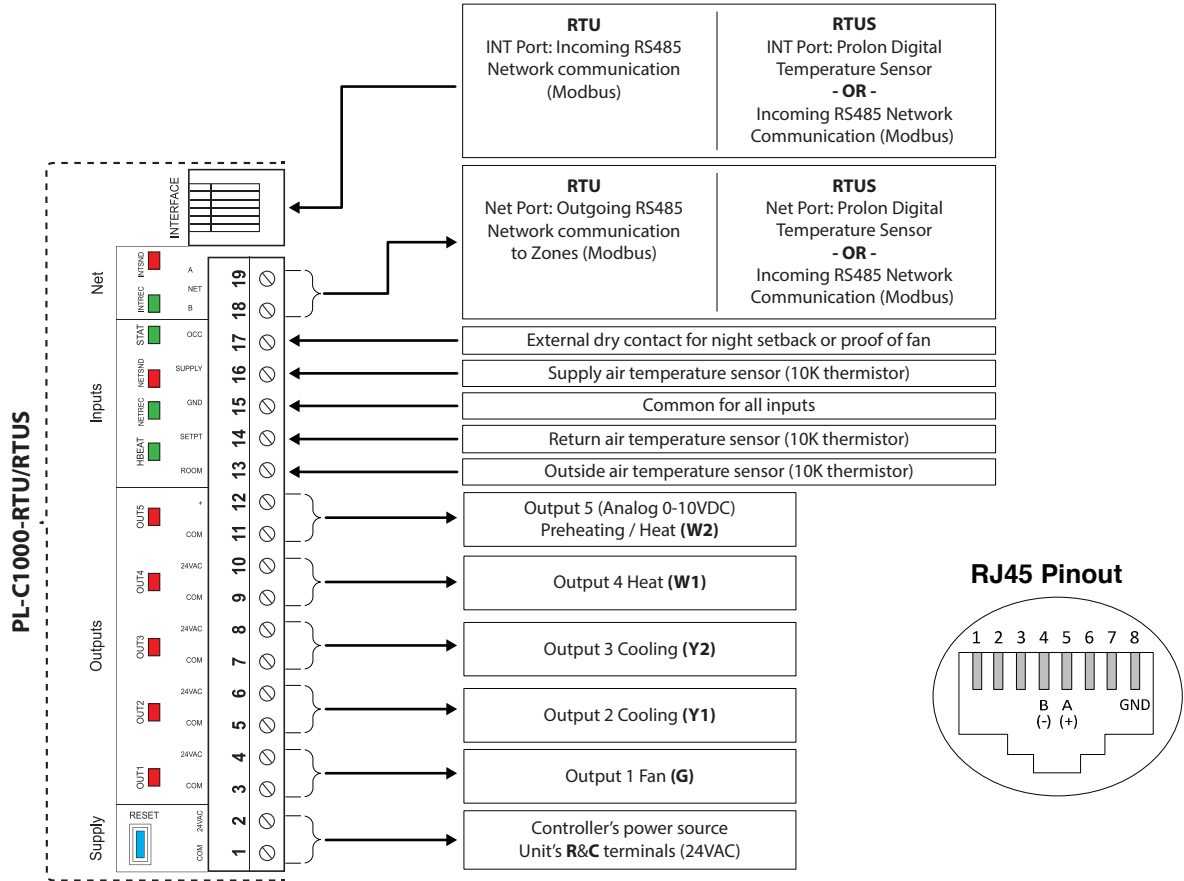 RTU
INT Port: Incoming RS485
Network communication
(Modbus)
RTUS
INT Port: Prolon Digital
Temperature Sensor
- OR -
Incoming RS485 Network
Communication (Modbus)
RTU
Net Port: Outgoing RS485
Network communication
to Zones (Modbus)
RTUS
Net Port: Prolon Digital
Temperature Sensor
- OR -
Incoming RS485 Network
Communication (Modbus)
External dry contact for night setback or proof of fan
Supply air temperature sensor (10K thermistor)
Common for all inputs
Return air temperature sensor (10K thermistor)
Outside air temperature sensor (10K thermistor)
Output 5 (Analog 0-10VDC)
Preheating / Heat (W2)
Output 4 Heat (W1)
Output 3 Cooling (Y2)
Output 2 Cooling (Y1)
Output 1 Fan (G)
Controller's power source
Unit's R&C terminals (24VAC)
PL-C1000-RTU/RTUS
INTERFACE
Net
INTSND
A
19
NET
INTREC
B
18
Inputs
STAT
OCC
17
NETSND
SUPPLY
16
NETREC
GND
15
HBEAT
SETPT
14
ROOM
13
Outputs
OUT5
+
12
COM
11
OUT4
24VAC
10
COM
9
OUT3
24VAC
8
COM
7
OUT2
24VAC
6
COM
5
OUT1
24VAC
4
COM
3
Supply
RESET
24VAC
2
COM
1
RJ45 Pinout
1 2 3 4 5 6 7 8
B A GND
(-) (+)